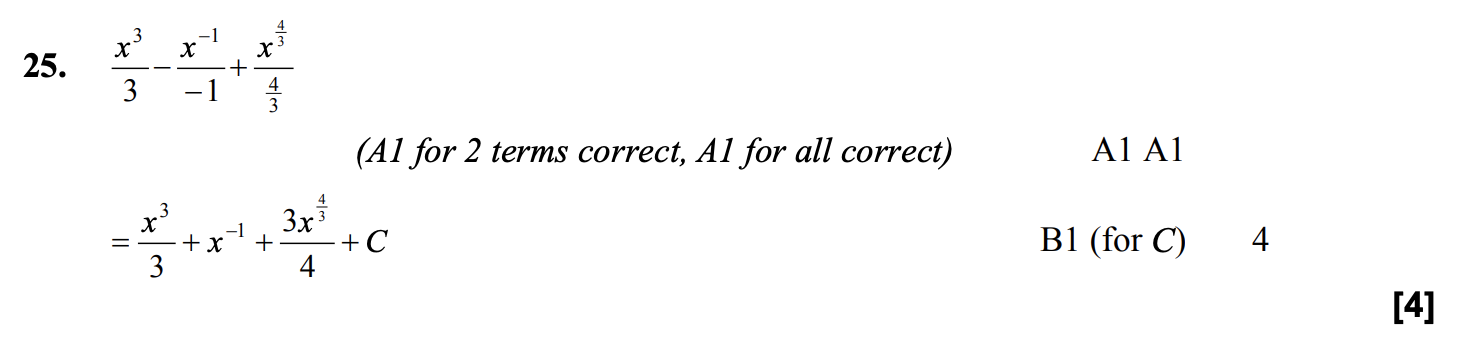 25. \frac{x^3}{3} - \frac{x^{-1}}{-1} + \frac{x^{\frac{4}{3}}}{\frac{4}{3}}
(A1 for 2 terms correct, A1 for all correct) A1 A1
= \frac{x^3}{3} + x^{-1} + \frac{3x^{\frac{4}{3}}}{4} + C B1 (for C) 4
[4]